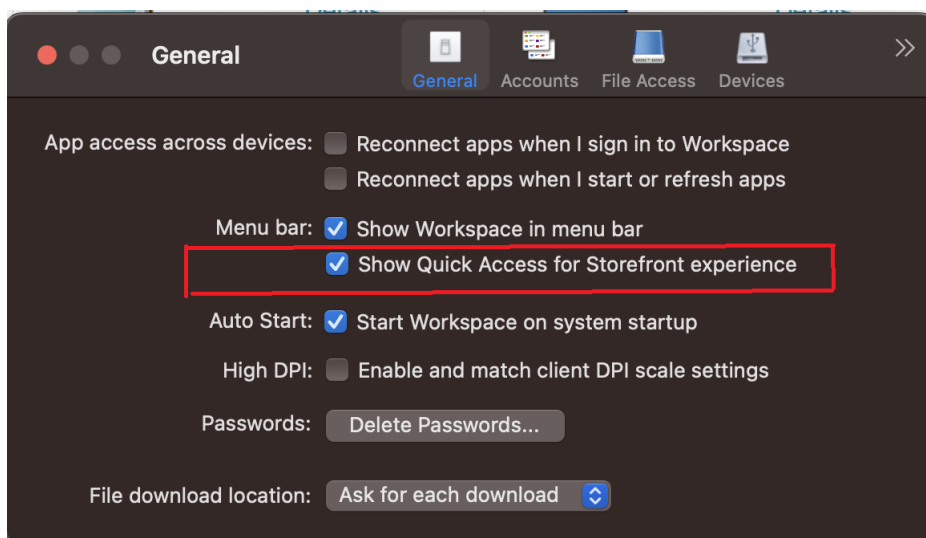 General
General Accounts File Access Devices
App access across devices: Reconnect apps when I sign in to Workspace
Reconnect apps when I start or refresh apps
Menu bar: Show Workspace in menu bar
Show Quick Access for Storefront experience
Auto Start: Start Workspace on system startup
High DPI: Enable and match client DPI scale settings
Passwords: Delete Passwords...
File download location: Ask for each download